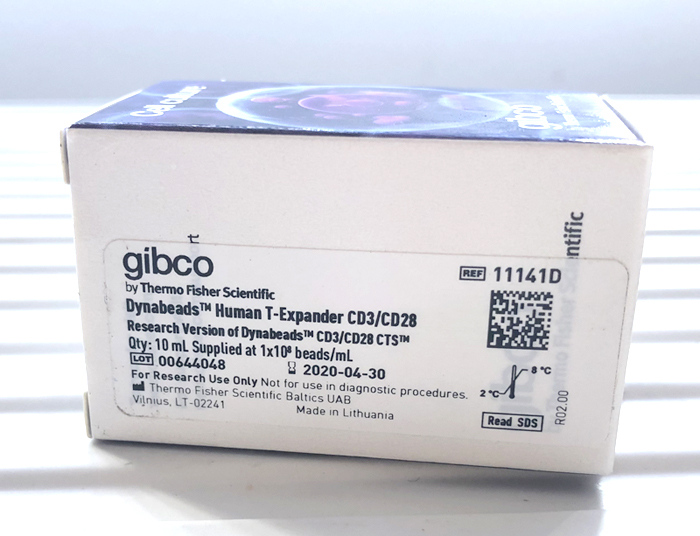 Cell culture
gibco
gibco
by Thermo Fisher Scientific
Dynabeads™ Human T-Expander CD3/CD28
Research Version of Dynabeads™ CD3/CD28 CTS™
Qty: 10 mL Supplied at 1x10⁸ beads/mL
LOT 00644048
2020-04-30
For Research Use Only Not for use in diagnostic procedures.
Thermo Fisher Scientific Baltics UAB
Vilnius, LT-02241
Made in Lithuania
REF 11141D
8 °C
2 °C
Read SDS
R02.00